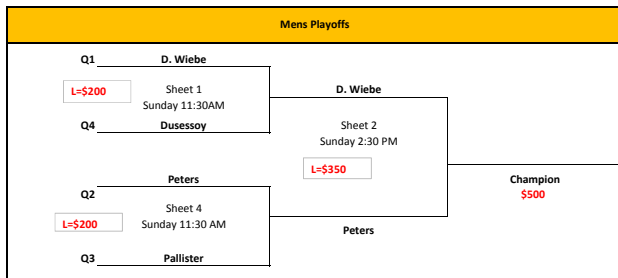 Mens Playoffs
Q1 D. Wiebe
L=$200 Sheet 1
Sunday 11:30AM
Q4 Dusessoy
D. Wiebe
Sheet 2
Sunday 2:30 PM
L=$350
Peters
Q2
L=$200 Sheet 4
Sunday 11:30 AM
Q3 Pallister
Peters
Champion
$500